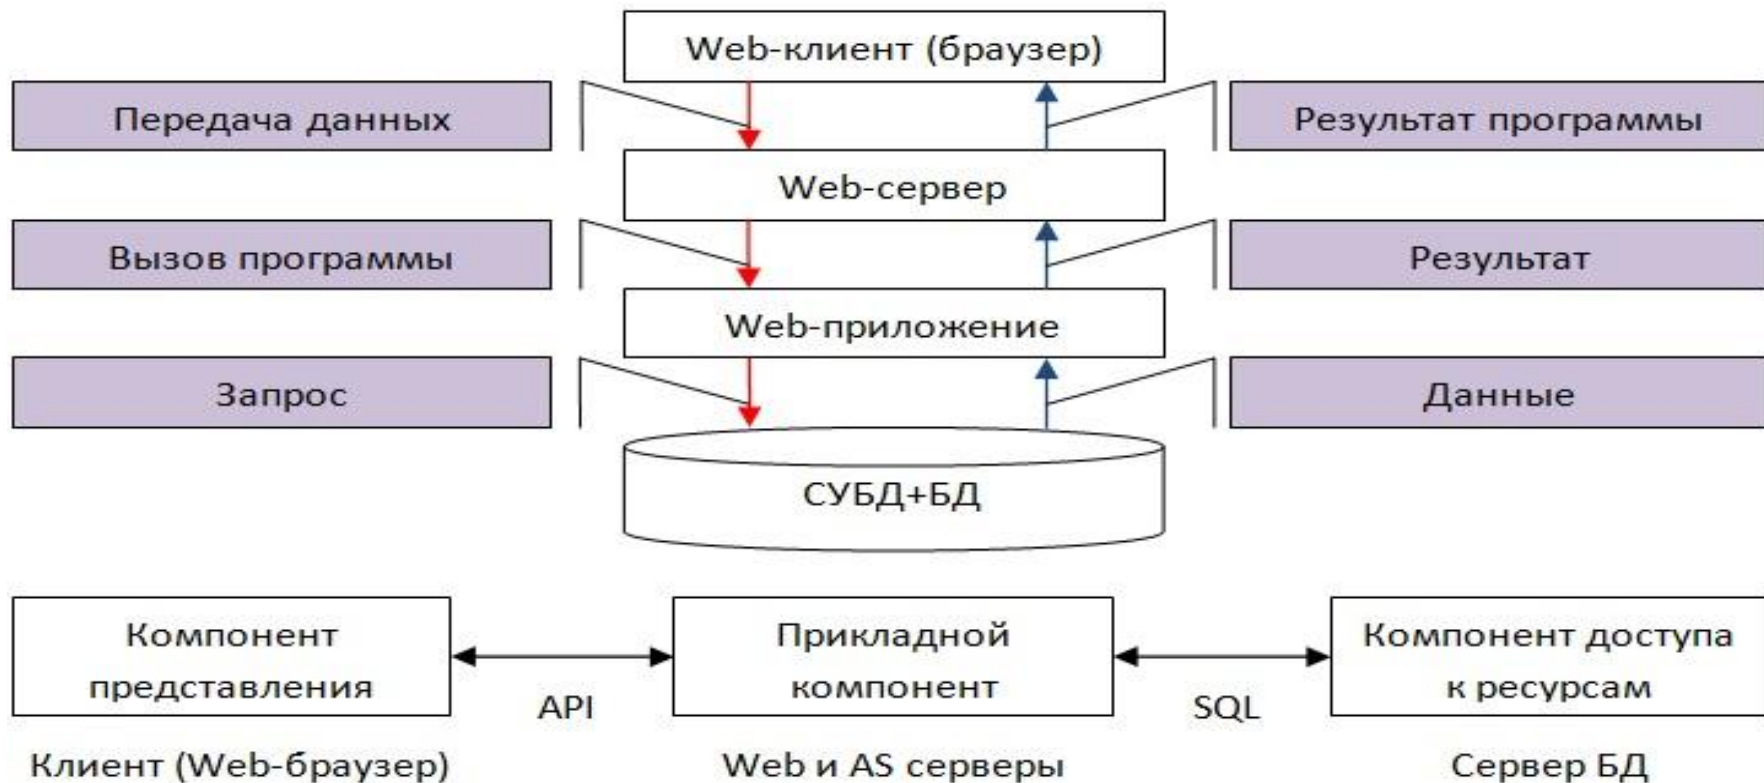 Web-клиент (браузер)
Передача данных
Результат программы
Web-сервер
Вызов программы
Результат
Web-приложение
Запрос
Данные
СУБД+БД
Компонент
представления
API
Прикладной
компонент
SQL
Компонент доступа
к ресурсам
Клиент (Web-браузер)
Web и AS серверы
Сервер БД